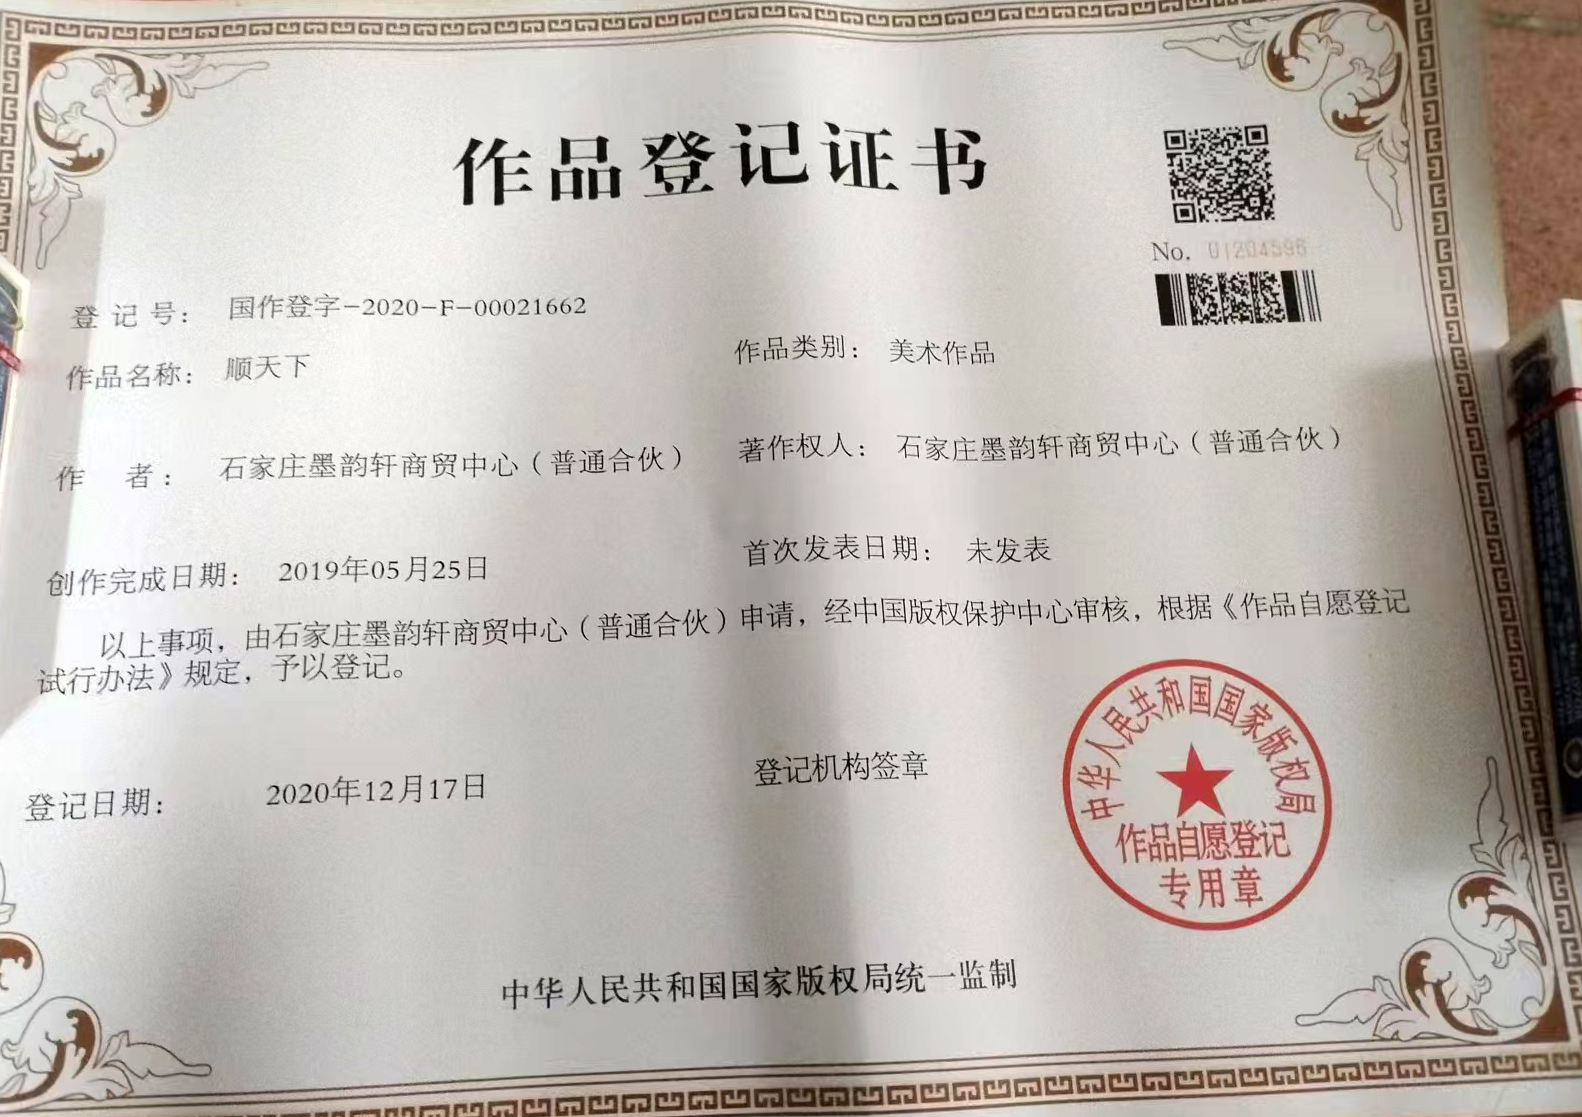 作品登记证书
No. 01204596
登记号： 国作登字-2020-F-00021662
作品名称： 顺天下
作品类别： 美术作品
作者： 石家庄墨韵轩商贸中心（普通合伙）
著作权人： 石家庄墨韵轩商贸中心（普通合伙）
创作完成日期： 2019年05月25日
首次发表日期： 未发表
以上事项，由石家庄墨韵轩商贸中心（普通合伙）申请，经中国版权保护中心审核，根据《作品自愿登记
试行办法》规定，予以登记。
登记日期： 2020年12月17日
登记机构签章
中华人民共和国国家版权局
作品自愿登记
专用章
中华人民共和国国家版权局统一监制